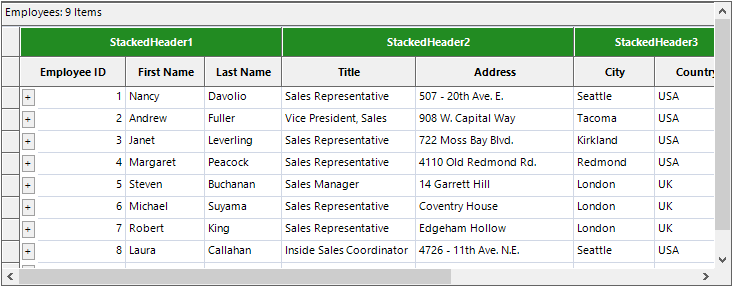 Employees: 9 Items
StackedHeader1 StackedHeader2 StackedHeader3
Employee ID First Name Last Name Title Address City Country
1 Nancy Davolio Sales Representative 507 - 20th Ave. E. Seattle USA
2 Andrew Fuller Vice President, Sales 908 W. Capital Way Tacoma USA
3 Janet Leverling Sales Representative 722 Moss Bay Blvd. Kirkland USA
4 Margaret Peacock Sales Representative 4110 Old Redmond Rd. Redmond USA
5 Steven Buchanan Sales Manager 14 Garrett Hill London UK
6 Michael Suyama Sales Representative Coventry House London UK
7 Robert King Sales Representative Edgeham Hollow London UK
8 Laura Callahan Inside Sales Coordinator 4726 - 11th Ave. N.E. Seattle USA